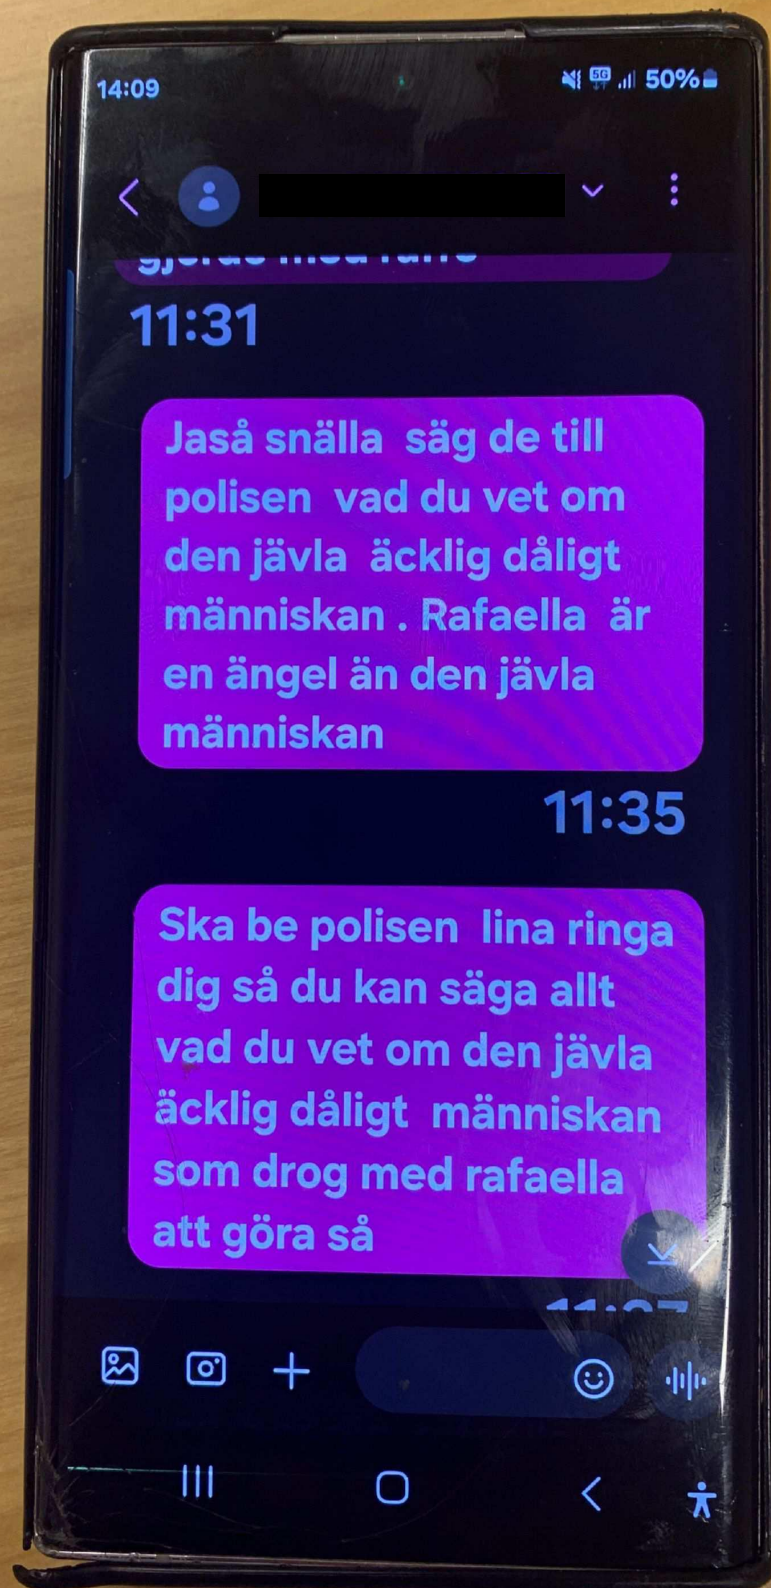 14:09
5G
50%
11:31
Jaså snälla säg de till
polisen vad du vet om
den jävla äcklig dåligt
människan . Rafaella är
en ängel än den jävla
människan
11:35
Ska be polisen lina ringa
dig så du kan säga allt
vad du vet om den jävla
äcklig dåligt människan
som drog med rafaella
att göra så